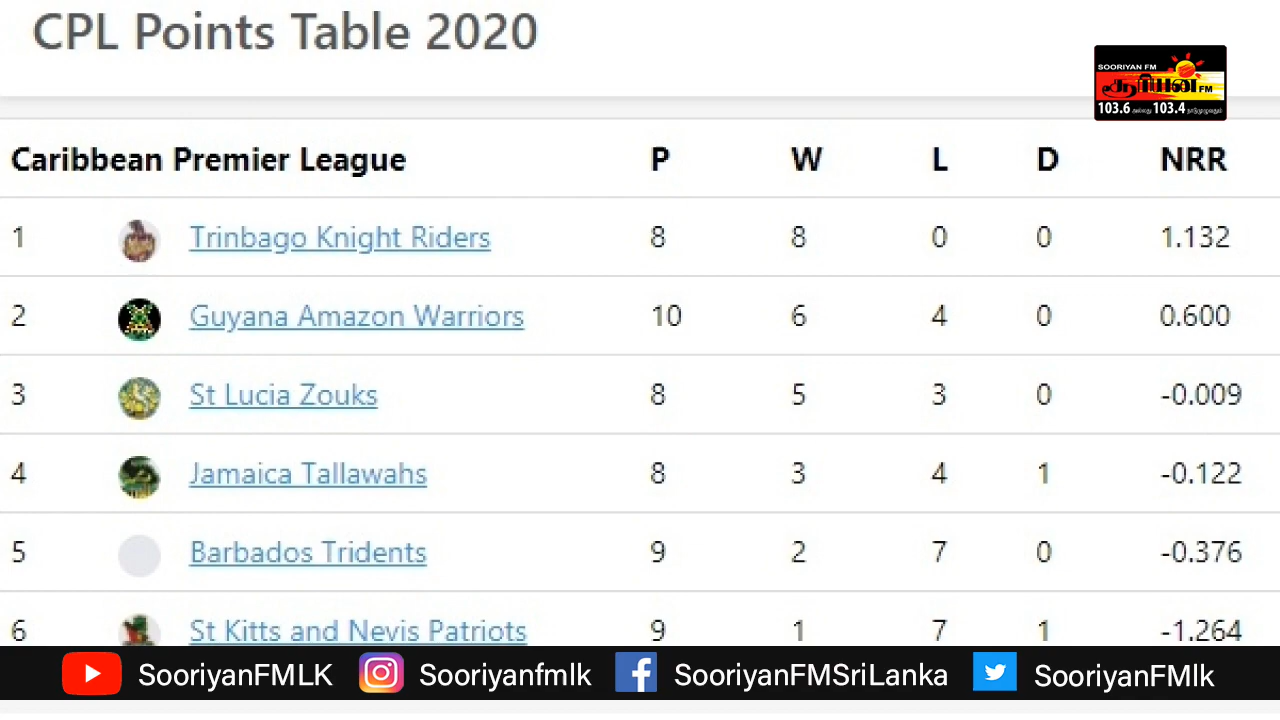 CPL Points Table 2020
SOORIYAN FM
சூரியன் FM
103.6 103.4
Caribbean Premier League P W L D NRR
1 Trinbago Knight Riders 8 8 0 0 1.132
2 Guyana Amazon Warriors 10 6 4 0 0.600
3 St Lucia Zouks 8 5 3 0 -0.009
4 Jamaica Tallawahs 8 3 4 1 -0.122
5 Barbados Tridents 9 2 7 0 -0.376
6 St Kitts and Nevis Patriots 9 1 7 1 -1.264
SooriyanFMLK Sooriyanfmlk SooriyanFMSriLanka SooriyanFMlk